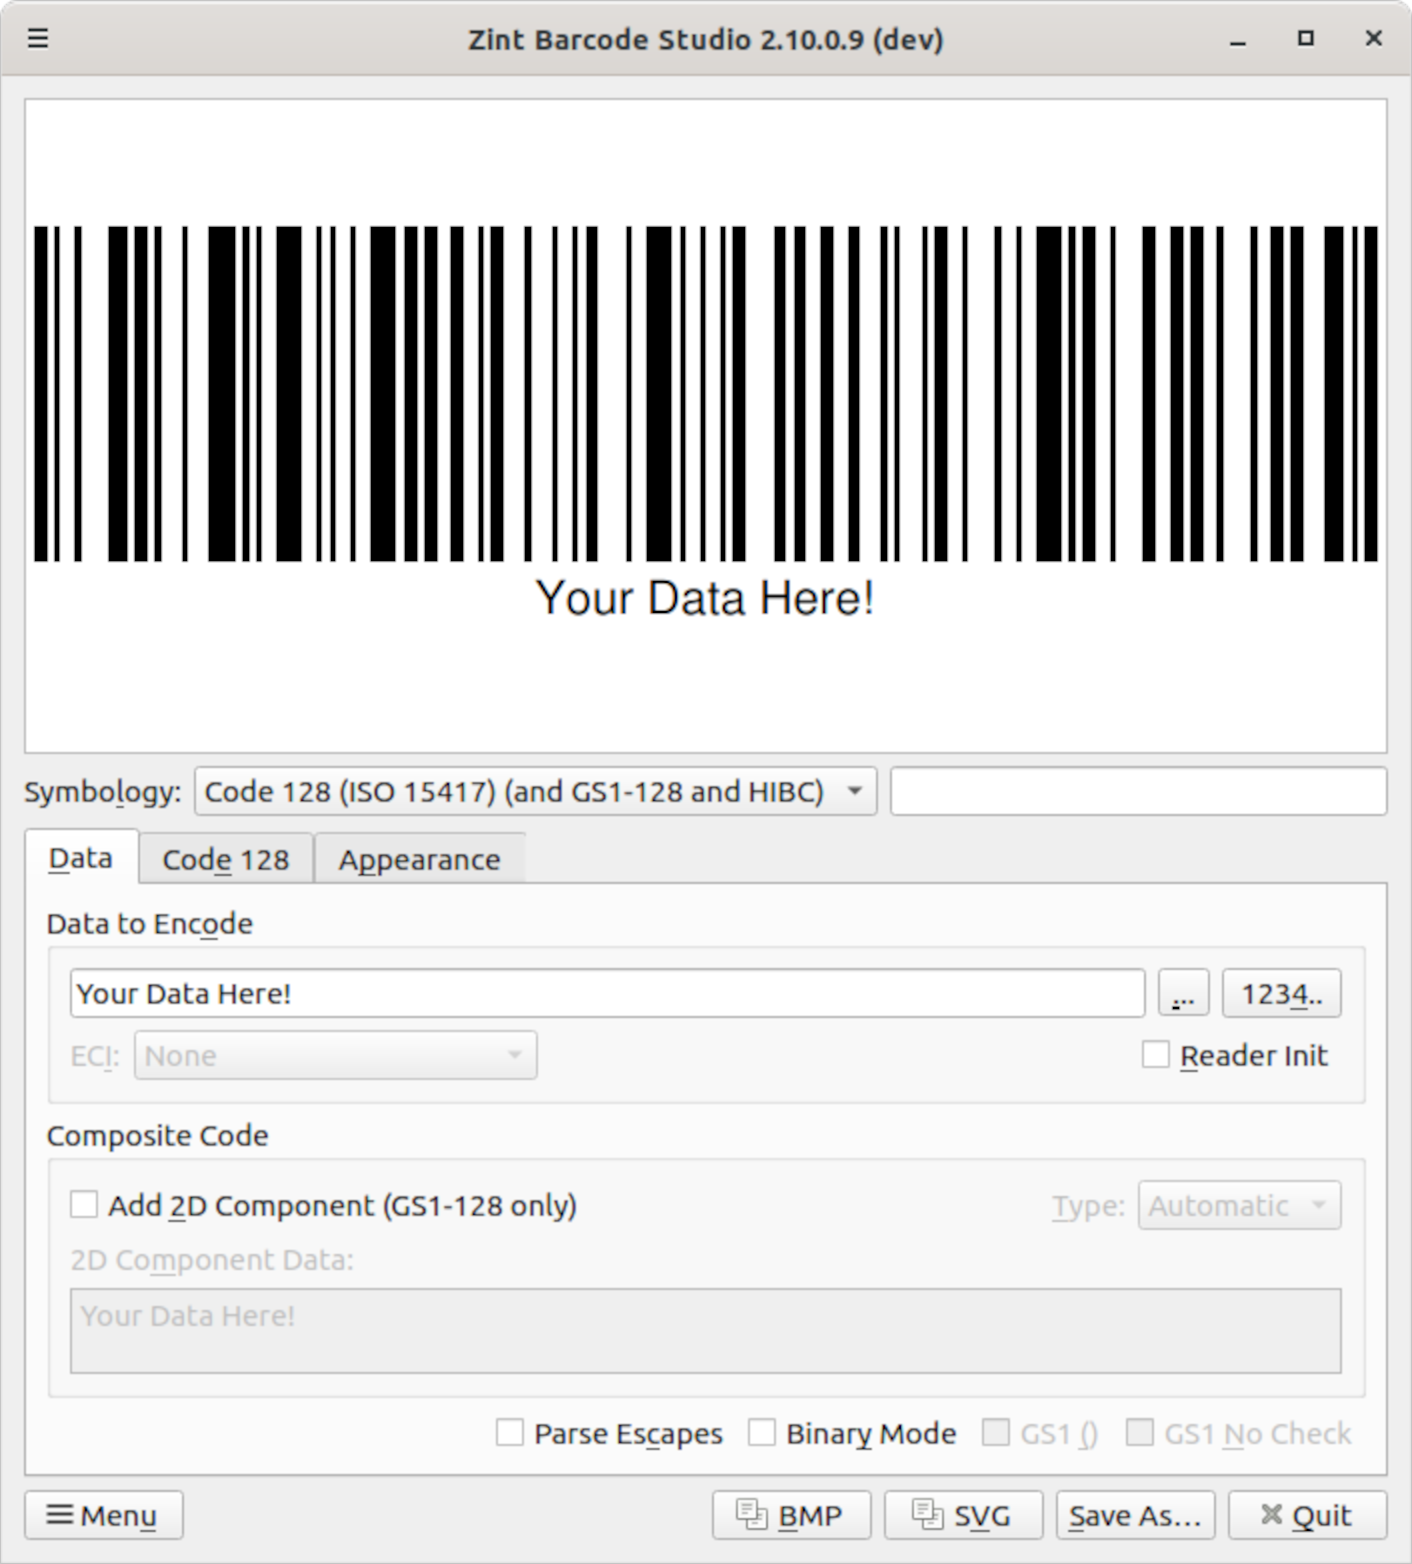 Zint Barcode Studio 2.10.0.9 (dev)
Your Data Here!
Symbology: Code 128 (ISO 15417) (and GS1-128 and HIBC)
Data Code 128 Appearance
Data to Encode
Your Data Here! ... 1234..
ECI: None Reader Init
Composite Code
Add 2D Component (GS1-128 only) Type: Automatic
2D Component Data:
Your Data Here!
Parse Escapes Binary Mode GS1 () GS1 No Check
Menu BMP SVG Save As... Quit